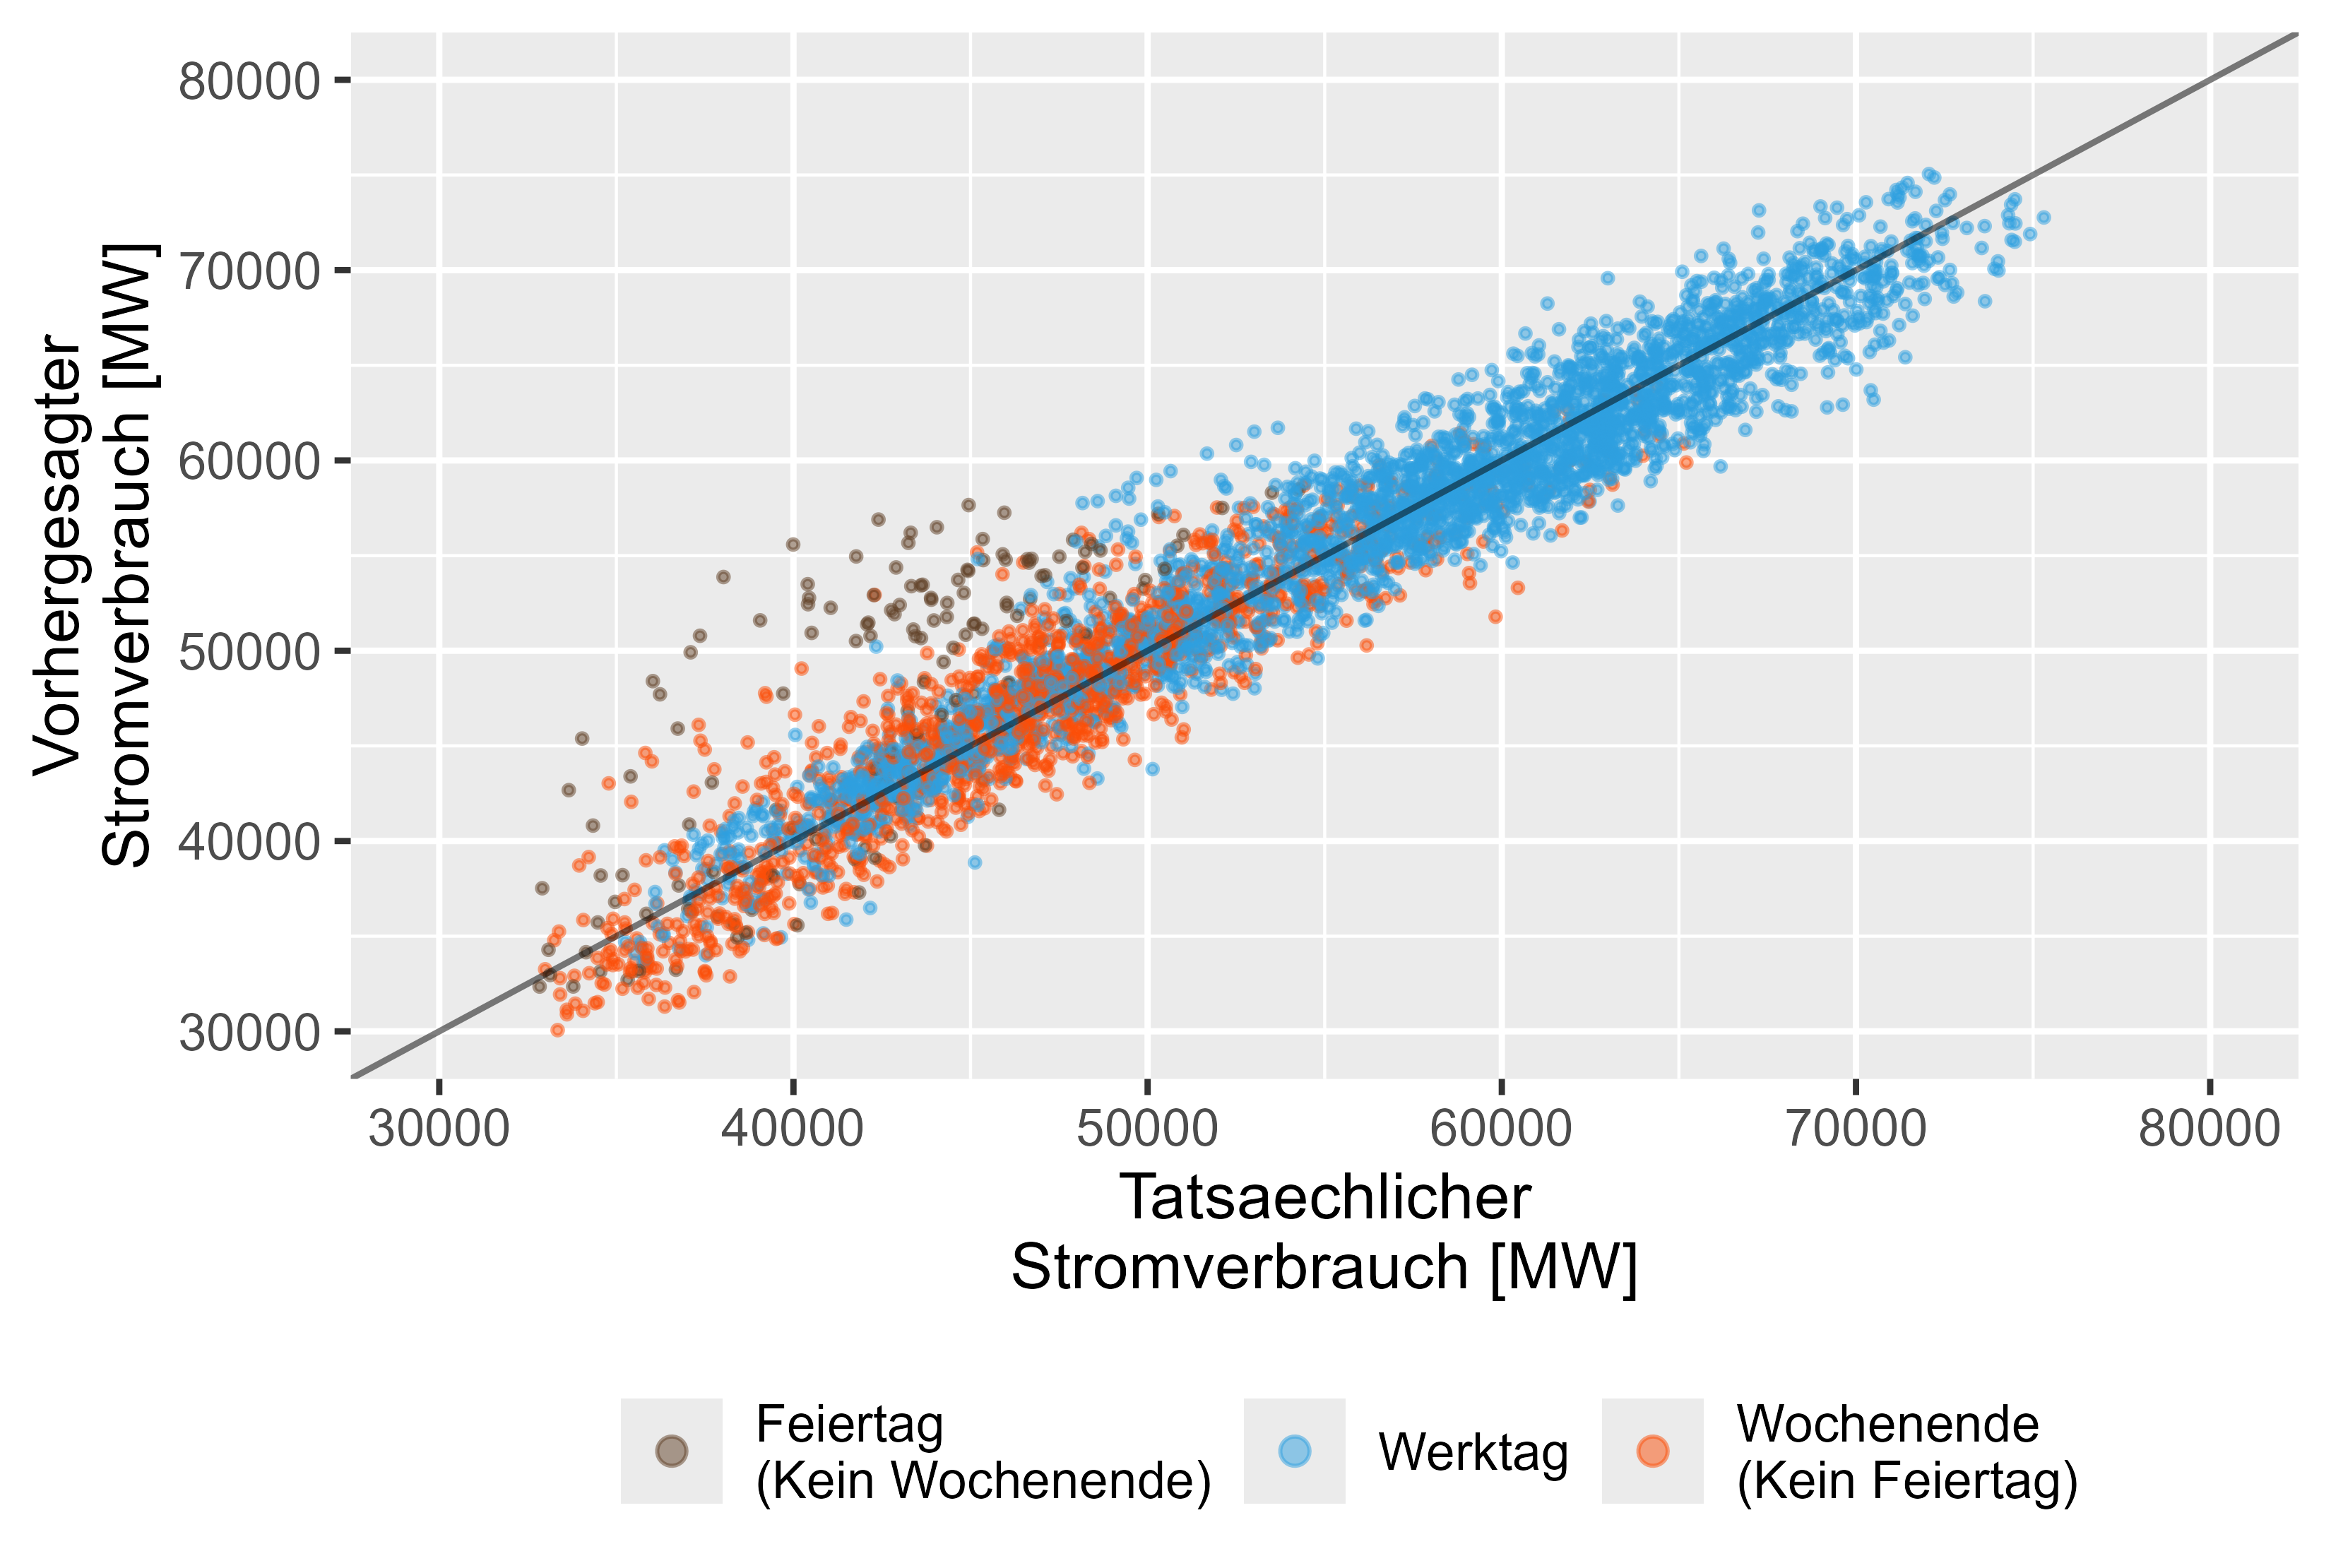 Vorhergesagter
Stromverbrauch [MW]
80000
70000
60000
50000
40000
30000
30000 40000 50000 60000 70000 80000
Tatsaechlicher
Stromverbrauch [MW]
Feiertag
(Kein Wochenende)
Werktag
Wochenende
(Kein Feiertag)